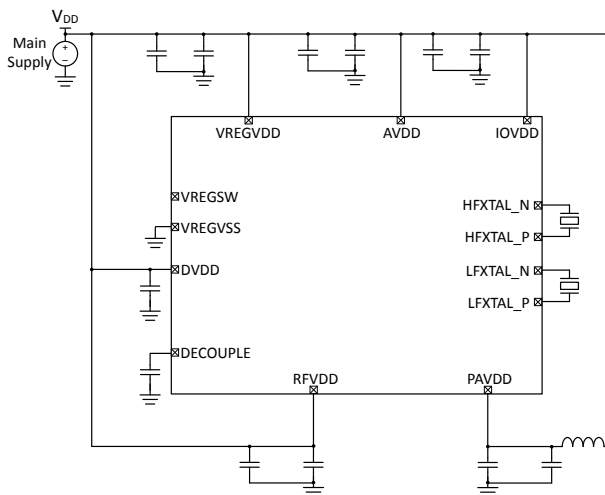 VDD
Main
Supply
+
–
VREGVDD
AVDD
IOVDD
VREGSW
VREGVSS
DVDD
DECOUPLE
HFXTAL_N
HFXTAL_P
LFXTAL_N
LFXTAL_P
RFVDD
PAVDD